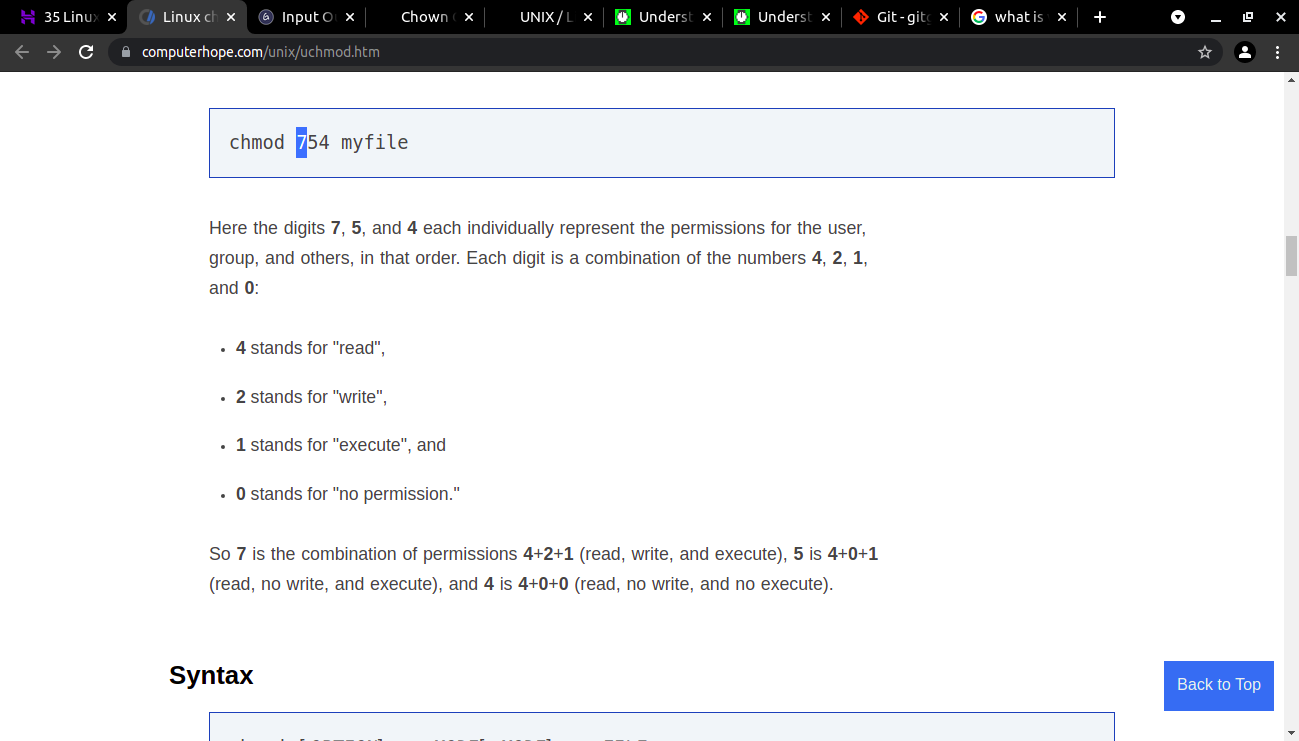 35 Linux
Linux ch
Input O
Chown
UNIX / L
Underst
Underst
Git - gitg
what is
computerhope.com/unix/uchmod.htm
chmod 754 myfile
Here the digits 7, 5, and 4 each individually represent the permissions for the user,
group, and others, in that order. Each digit is a combination of the numbers 4, 2, 1,
and 0:
• 4 stands for "read",
• 2 stands for "write",
• 1 stands for "execute", and
• 0 stands for "no permission."
So 7 is the combination of permissions 4+2+1 (read, write, and execute), 5 is 4+0+1
(read, no write, and execute), and 4 is 4+0+0 (read, no write, and no execute).
Syntax
Back to Top